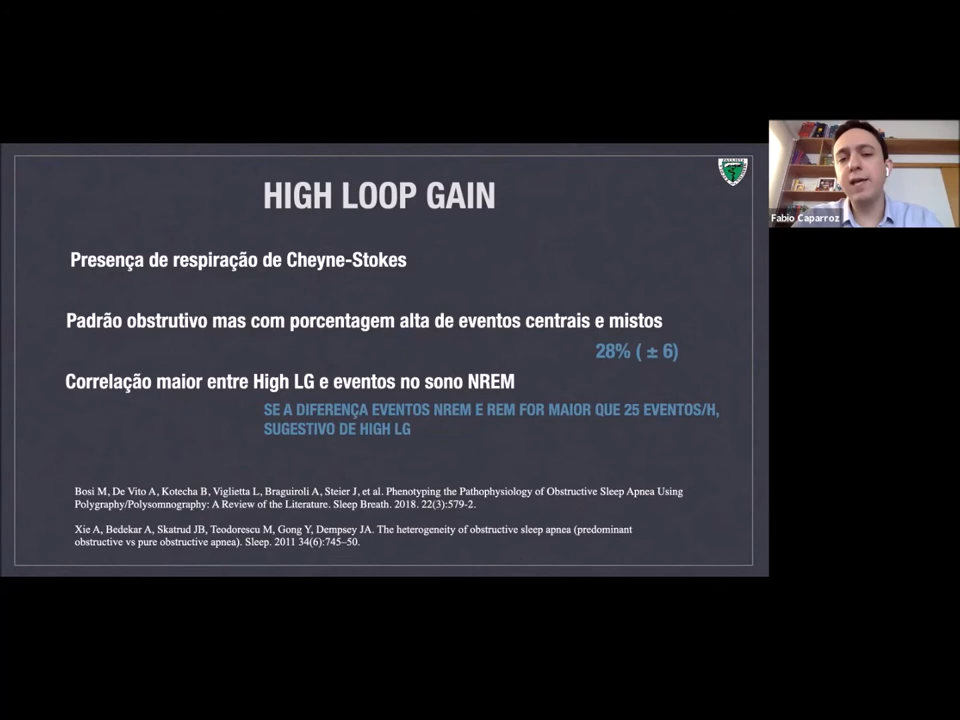 HIGH LOOP GAIN
Presença de respiração de Cheyne-Stokes
Padrão obstrutivo mas com porcentagem alta de eventos centrais e mistos
28% ( ± 6)
Correlação maior entre High LG e eventos no sono NREM
SE A DIFERENÇA EVENTOS NREM E REM FOR MAIOR QUE 25 EVENTOS/H,
SUGESTIVO DE HIGH LG
Bosi M, De Vito A, Kotecha B, Viglietta L, Braguiroli A, Steier J, et al. Phenotyping the Pathophysiology of Obstructive Sleep Apnea Using
Polygraphy/Polysomnography: A Review of the Literature. Sleep Breath. 2018. 22(3):579-2.
Xie A, Bedekar A, Skatrud JB, Teodorescu M, Gong Y, Dempsey JA. The heterogeneity of obstructive sleep apnea (predominant
obstructive vs pure obstructive apnea). Sleep. 2011 34(6):745–50.
Fabio Caparroz